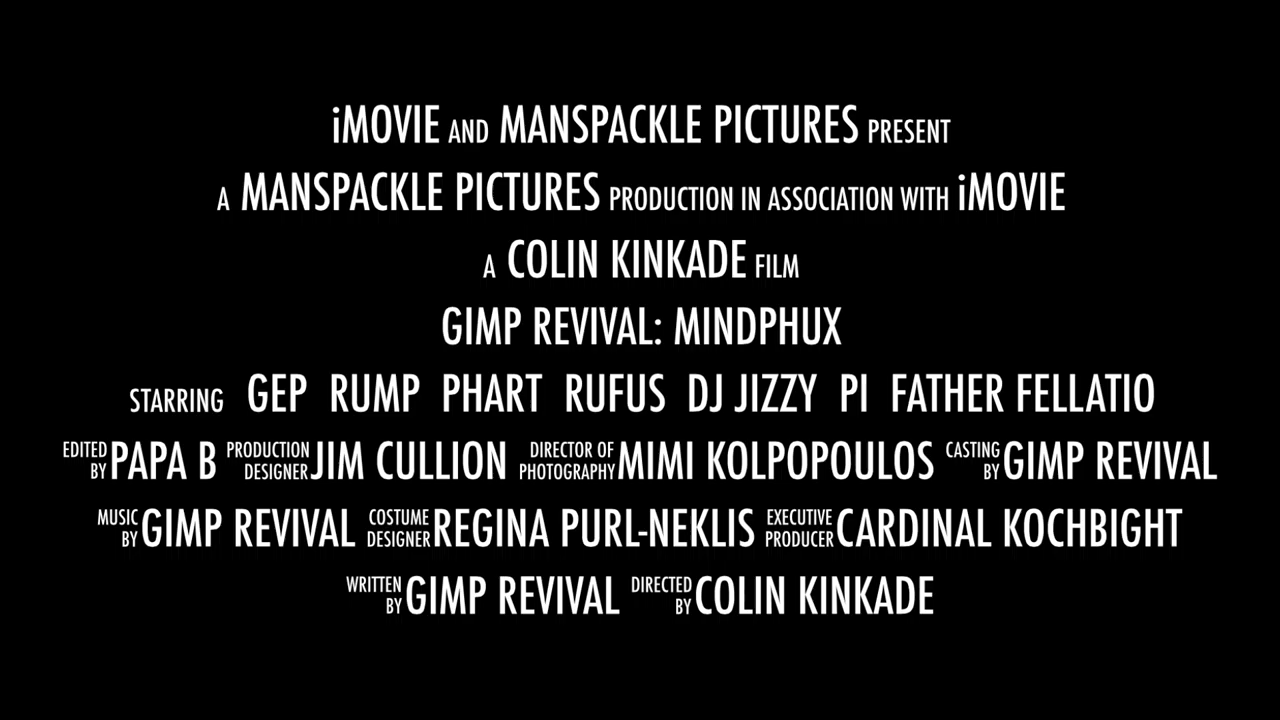 iMOVIE AND MANSPACKLE PICTURES PRESENT
A MANSPACKLE PICTURES PRODUCTION IN ASSOCIATION WITH iMOVIE
A COLIN KINKADE FILM
GIMP REVIVAL: MINDPHUX
STARRING GEP RUMP PHART RUFUS DJ JIZZY PI FATHER FELLATIO
EDITED BY PAPA B PRODUCTION DESIGNER JIM CULLION DIRECTOR OF PHOTOGRAPHY MIMI KOLPOPOULOS CASTING BY GIMP REVIVAL
MUSIC BY GIMP REVIVAL COSTUME DESIGNER REGINA PURL-NEKLIS EXECUTIVE PRODUCER CARDINAL KOCHBIGHT
WRITTEN BY GIMP REVIVAL DIRECTED BY COLIN KINKADE